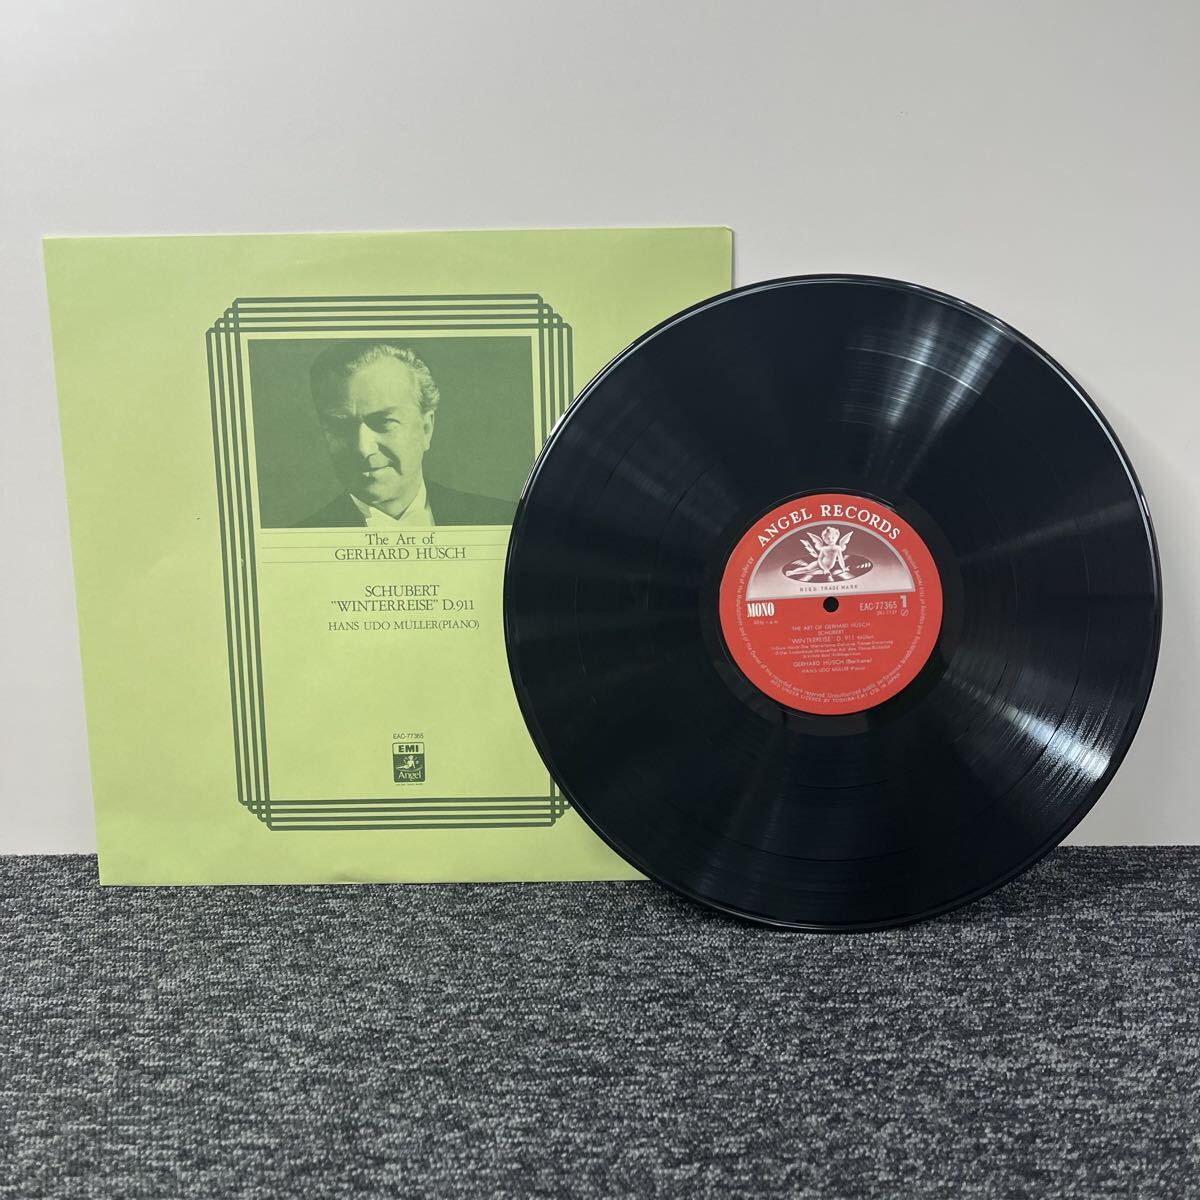 The Art of
GERHARD HÜSCH
SCHUBERT
"WINTERREISE" D.911
HANS UDO MÜLLER(PIANO)
EAC-77365
EMI
Angel
ANGEL RECORDS
REGD. TRADE MARK
MONO
EAC-77365 1
THE ART OF GERHARD HÜSCH
SCHUBERT
"WINTERREISE" D. 911
GERHARD HÜSCH (Baritone)
HANS UDO MÜLLER (Piano)